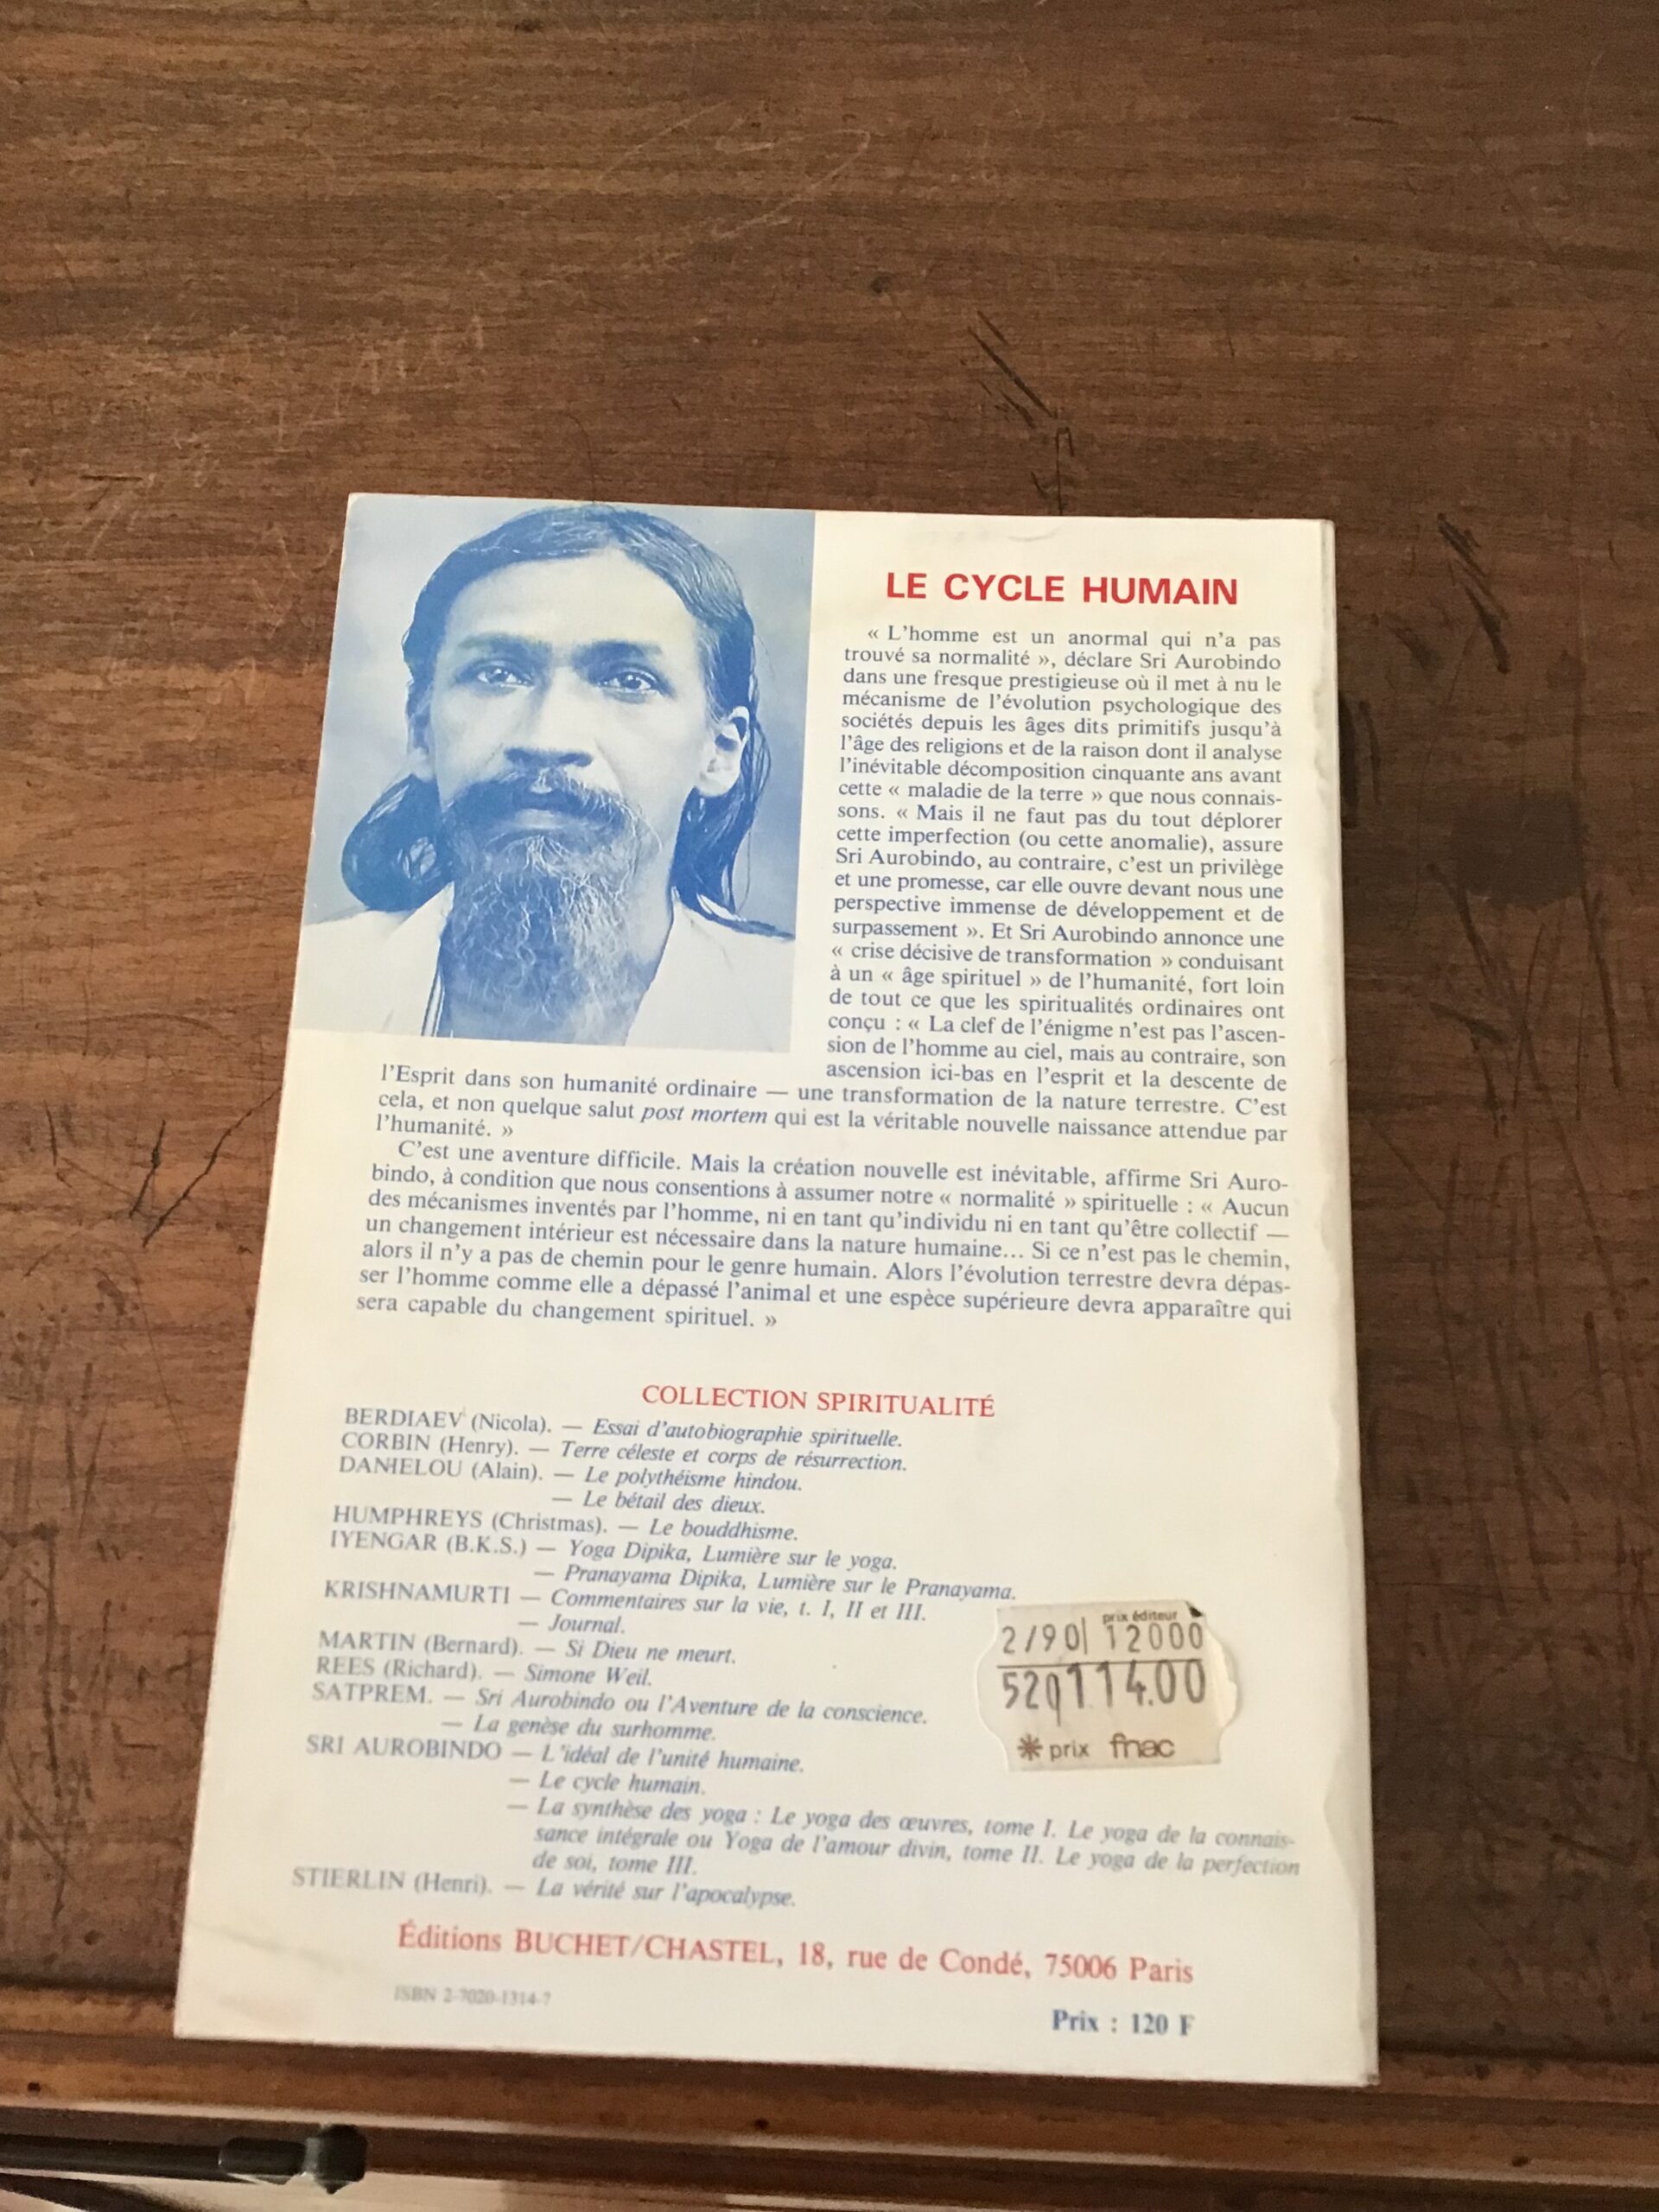 LE CYCLE HUMAIN
« L'homme est un anormal qui n'a pas
trouvé sa normalité », déclare Sri Aurobindo
dans une fresque prestigieuse où il met à nu le
mécanisme de l'évolution psychologique des
sociétés depuis les âges dits primitifs jusqu'à
l'âge des religions et de la raison dont il analyse
l'inévitable décomposition cinquante ans avant
cette « maladie de la terre » que nous connais-
sons. « Mais il ne faut pas du tout déplorer
cette imperfection (ou cette anomalie), assure
Sri Aurobindo, au contraire, c'est un privilège
et une promesse, car elle ouvre devant nous une
perspective immense de développement et de
surpassement ». Et Sri Aurobindo annonce une
« crise décisive de transformation » conduisant
à un « âge spirituel » de l'humanité, fort loin
de tout ce que les spiritualités ordinaires ont
conçu : « La clef de l'énigme n'est pas l'ascen-
sion de l'homme au ciel, mais au contraire, son
ascension ici-bas en l'esprit et la descente de
l'Esprit dans son humanité ordinaire — une transformation de la nature terrestre. C'est
cela, et non quelque salut post mortem qui est la véritable nouvelle naissance attendue par
l'humanité. »
C'est une aventure difficile. Mais la création nouvelle est inévitable, affirme Sri Auro-
bindo, à condition que nous consentions à assumer notre « normalité » spirituelle : « Aucun
des mécanismes inventés par l'homme, ni en tant qu'individu ni en tant qu'être collectif —
un changement intérieur est nécessaire dans la nature humaine... Si ce n'est pas le chemin,
alors il n'y a pas de chemin pour le genre humain. Alors l'évolution terrestre devra dépas-
ser l'homme comme elle a dépassé l'animal et une espèce supérieure devra apparaître qui
sera capable du changement spirituel. »
COLLECTION SPIRITUALITÉ
BERDIAEV (Nicola). — Essai d'autobiographie spirituelle.
CORBIN (Henry). — Terre céleste et corps de résurrection.
DANIELOU (Alain). — Le polythéisme hindou.
— Le bétail des dieux.
HUMPHREYS (Christmas). — Le bouddhisme.
IYENGAR (B.K.S.) — Yoga Dipika, Lumière sur le yoga.
— Pranayama Dipika, Lumière sur le Pranayama.
KRISHNAMURTI — Commentaires sur la vie, t. I, II et III.
— Journal.
MARTIN (Bernard). — Si Dieu ne meurt.
REES (Richard). — Simone Weil.
SATPREM. — Sri Aurobindo ou l'Aventure de la conscience.
— La genèse du surhomme.
SRI AUROBINDO — L'idéal de l'unité humaine.
— Le cycle humain.
— La synthèse des yoga : Le yoga des œuvres, tome I. Le yoga de la connais-
sance intégrale ou Yoga de l'amour divin, tome II. Le yoga de la perfection
de soi, tome III.
STIERLIN (Henri). — La vérité sur l'apocalypse.
prix éditeur
2/90 12000
520 114.00
* prix fnac
Éditions BUCHET/CHASTEL, 18, rue de Condé, 75006 Paris
ISBN 2-7020-1314-7
Prix : 120 F